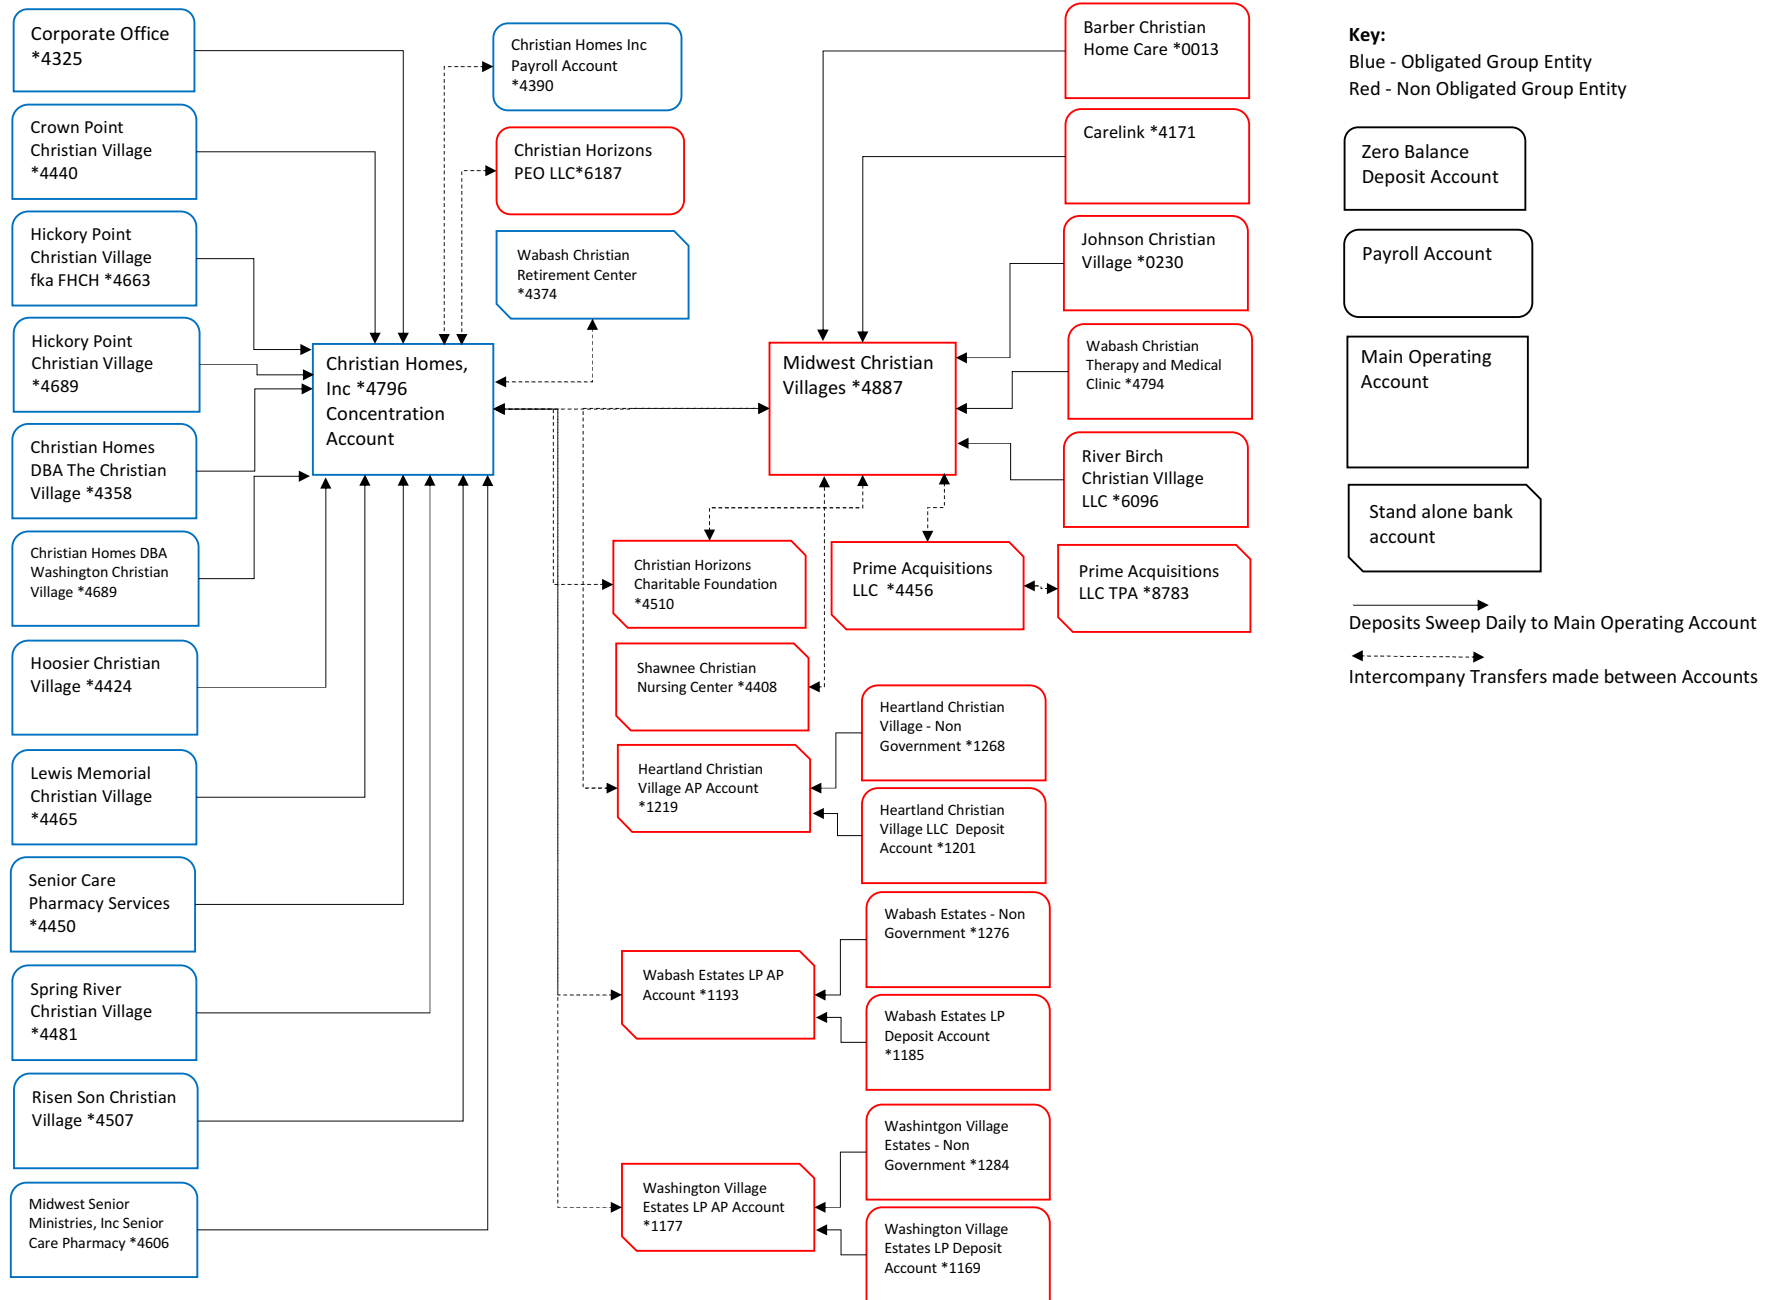 Corporate Office
*4325
Crown Point
Christian Village
*4440
Hickory Point
Christian Village
fka FHCH *4663
Hickory Point
Christian Village
*4689
Christian Homes
DBA The Christian
Village *4358
Christian Homes DBA
Washington Christian
Village *4689
Hoosier Christian
Village *4424
Lewis Memorial
Christian Village
*4465
Senior Care
Pharmacy Services
*4450
Spring River
Christian Village
*4481
Risen Son Christian
Village *4507
Midwest Senior
Ministries, Inc Senior
Care Pharmacy *4606
Christian Homes Inc
Payroll Account
*4390
Christian Horizons
PEO LLC*6187
Wabash Christian
Retirement Center
*4374
Christian Homes,
Inc *4796
Concentration
Account
Midwest Christian
Villages *4887
Christian Horizons
Charitable Foundation
*4510
Shawnee Christian
Nursing Center *4408
Heartland Christian
Village AP Account
*1219
Wabash Estates LP AP
Account *1193
Washington Village
Estates LP AP Account
*1177
Prime Acquisitions
LLC *4456
Prime Acquisitions
LLC TPA *8783
Heartland Christian
Village - Non
Government *1268
Heartland Christian
Village LLC Deposit
Account *1201
Wabash Estates - Non
Government *1276
Wabash Estates LP
Deposit Account
*1185
Washintgon Village
Estates - Non
Government *1284
Washington Village
Estates LP Deposit
Account *1169
Barber Christian
Home Care *0013
Carelink *4171
Johnson Christian
Village *0230
Wabash Christian
Therapy and Medical
Clinic *4794
River Birch
Christian VIllage
LLC *6096
Key:
Blue - Obligated Group Entity
Red - Non Obligated Group Entity
Zero Balance
Deposit Account
Payroll Account
Main Operating
Account
Stand alone bank
account
Deposits Sweep Daily to Main Operating Account
Intercompany Transfers made between Accounts